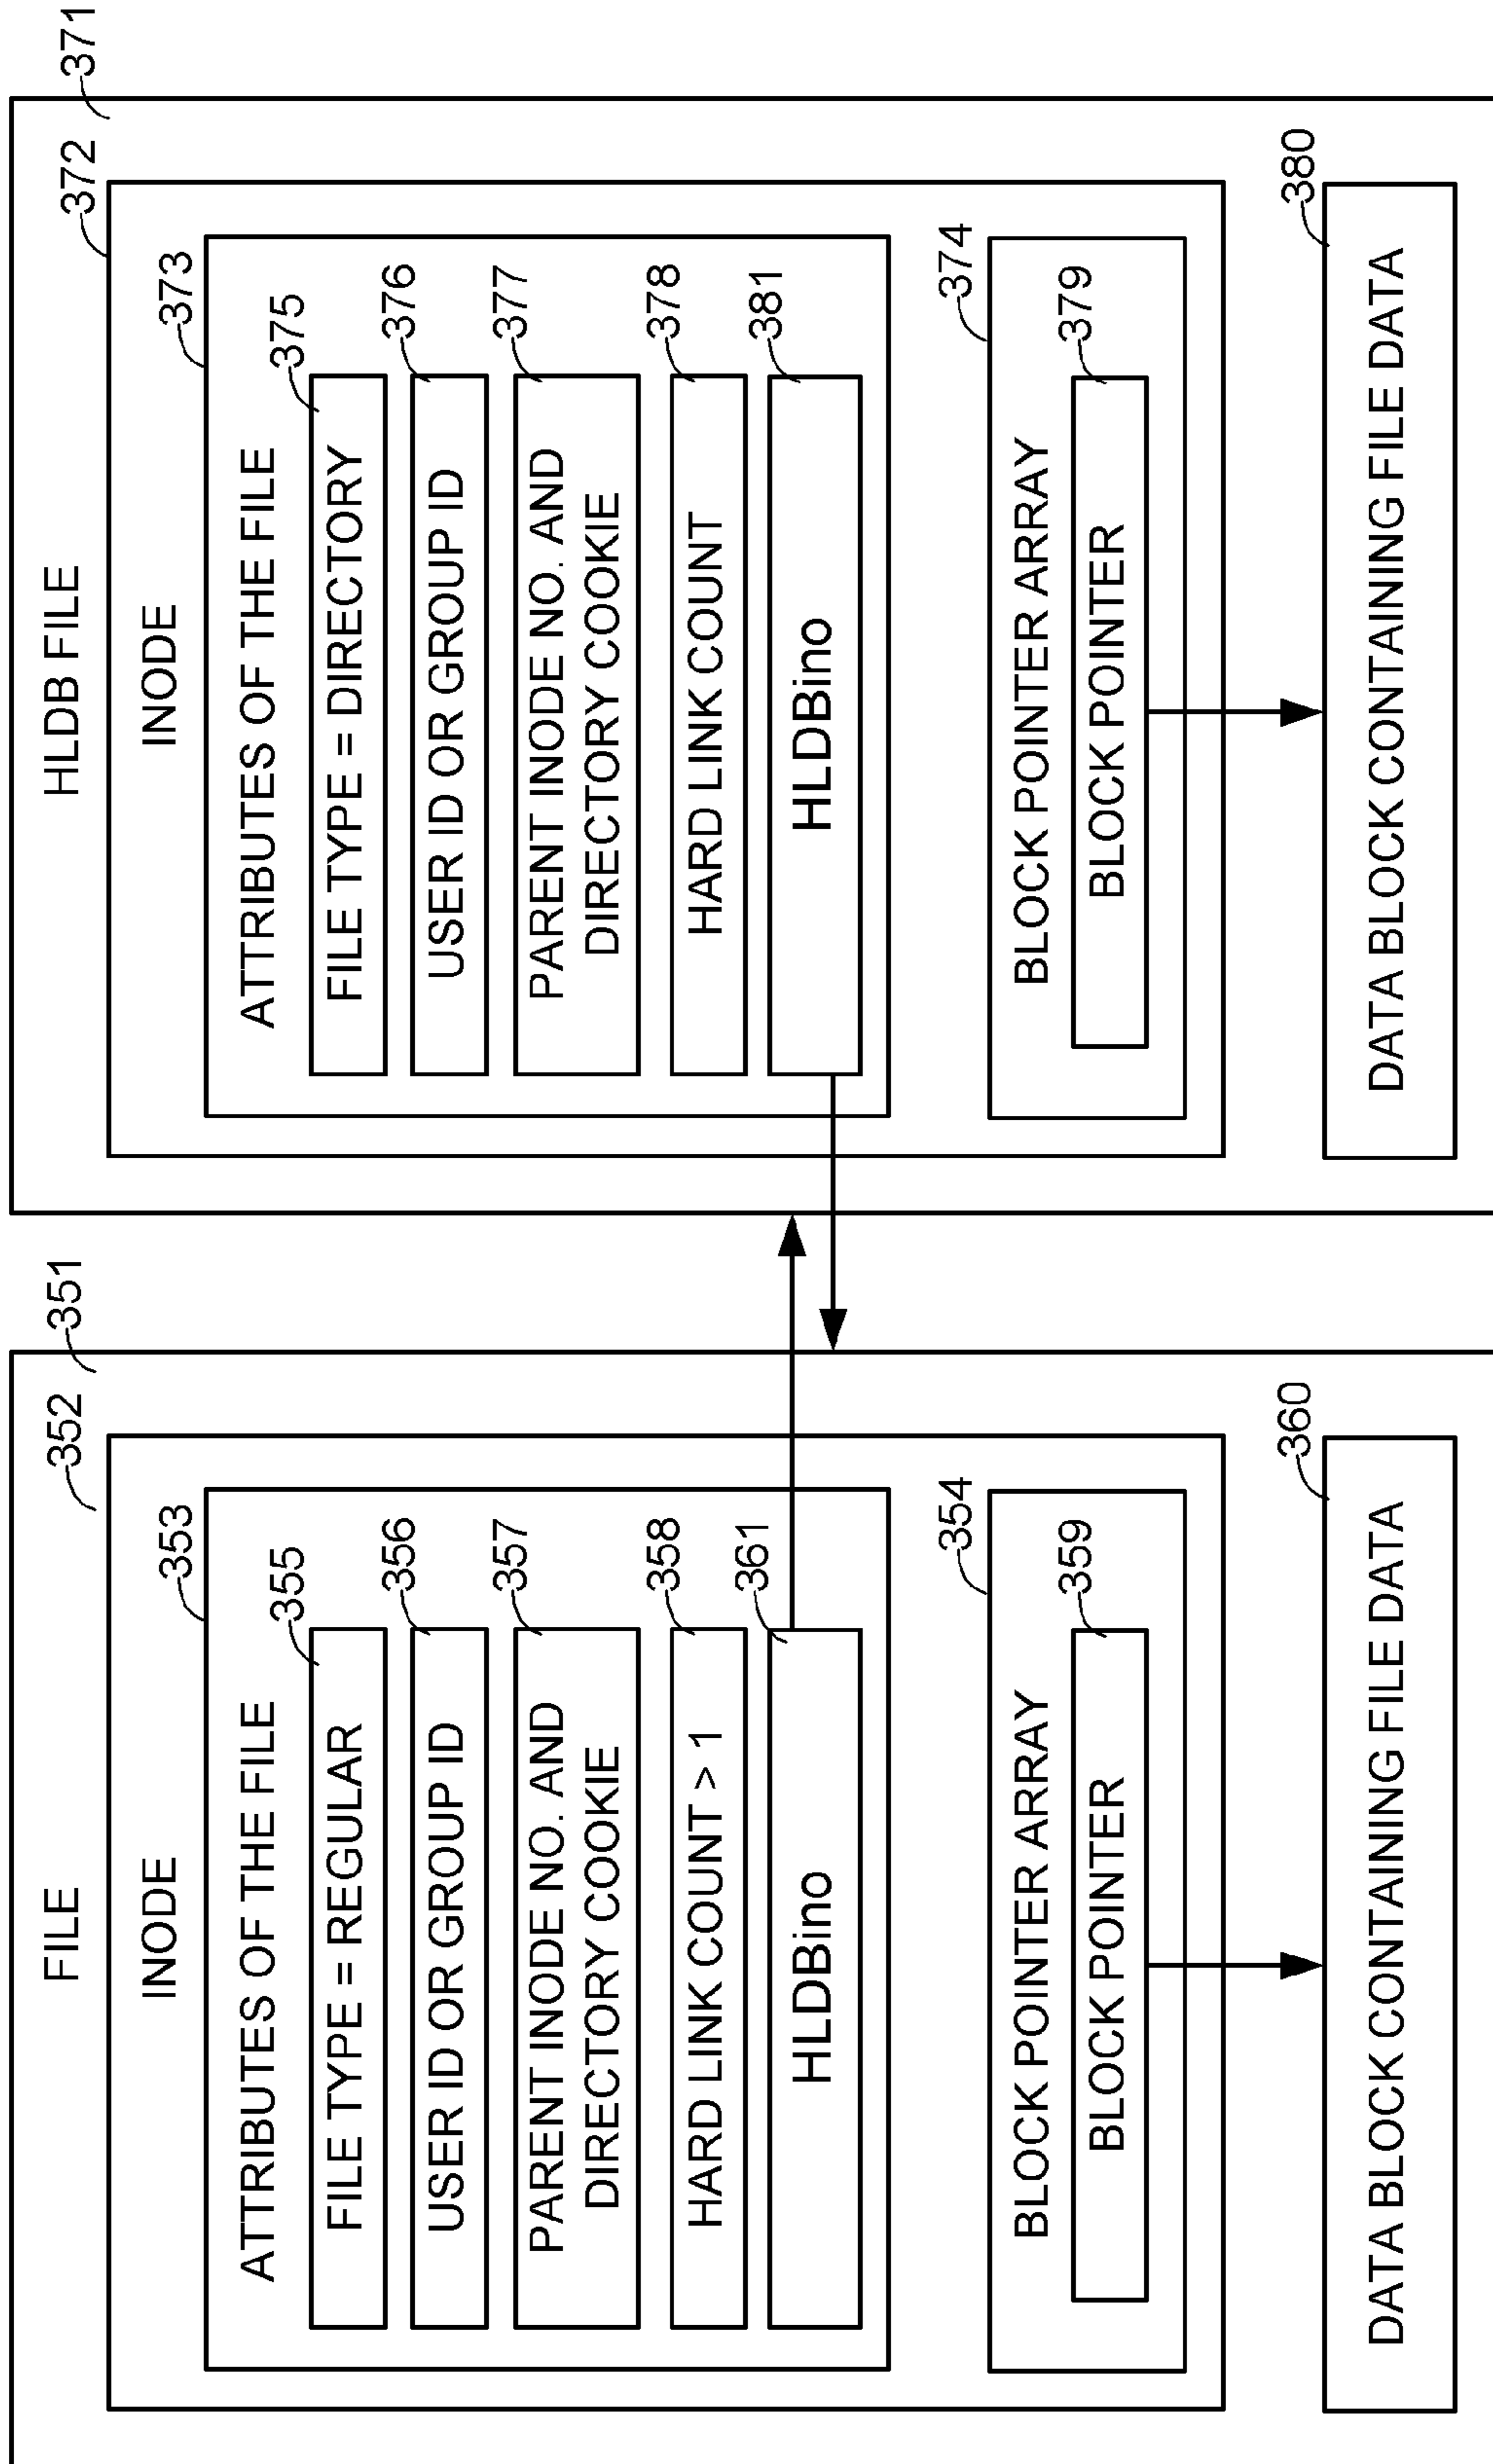 FILE
351
352
INODE
353
ATTRIBUTES OF THE FILE
355
FILE TYPE = REGULAR
356
USER ID OR GROUP ID
357
PARENT INODE NO. AND
DIRECTORY COOKIE
358
HARD LINK COUNT > 1
361
HLDBino
354
BLOCK POINTER ARRAY
359
BLOCK POINTER
360
DATA BLOCK CONTAINING FILE DATA
HLDB FILE
371
372
INODE
373
ATTRIBUTES OF THE FILE
375
FILE TYPE = DIRECTORY
376
USER ID OR GROUP ID
377
PARENT INODE NO. AND
DIRECTORY COOKIE
378
HARD LINK COUNT
381
HLDBino
374
BLOCK POINTER ARRAY
379
BLOCK POINTER
380
DATA BLOCK CONTAINING FILE DATA